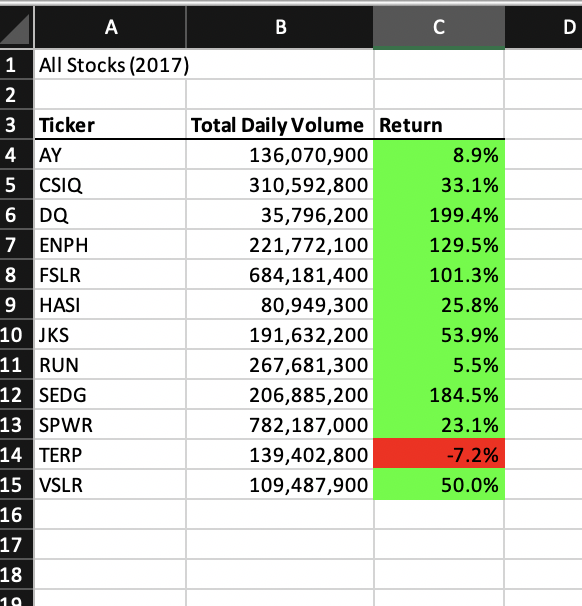 A B C D
1 All Stocks (2017)
2
3 Ticker Total Daily Volume Return
4 AY 136,070,900 8.9%
5 CSIQ 310,592,800 33.1%
6 DQ 35,796,200 199.4%
7 ENPH 221,772,100 129.5%
8 FSLR 684,181,400 101.3%
9 HASI 80,949,300 25.8%
10 JKS 191,632,200 53.9%
11 RUN 267,681,300 5.5%
12 SEDG 206,885,200 184.5%
13 SPWR 782,187,000 23.1%
14 TERP 139,402,800 -7.2%
15 VSLR 109,487,900 50.0%
16
17
18
19